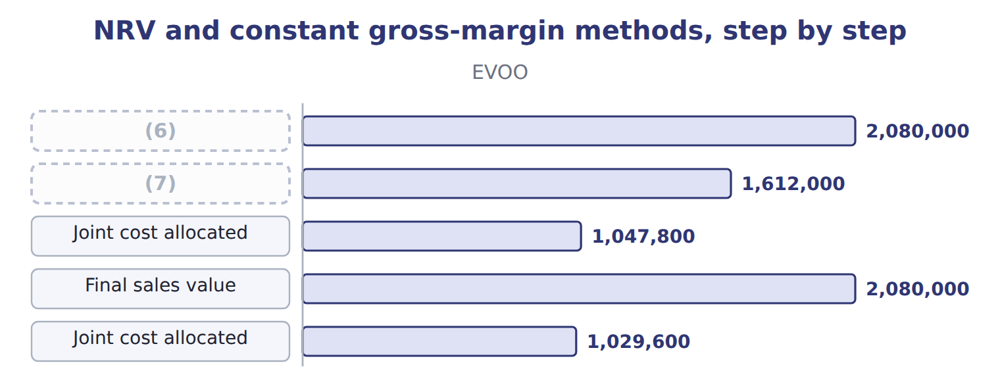 NRV and constant gross-margin methods, step by step
EVOO
(6)
2,080,000
(7)
1,612,000
Joint cost allocated
1,047,800
Final sales value
2,080,000
Joint cost allocated
1,029,600